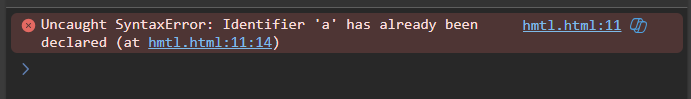 Uncaught SyntaxError: Identifier 'a' has already been hmtl.html:11
declared (at hmtl.html:11:14)